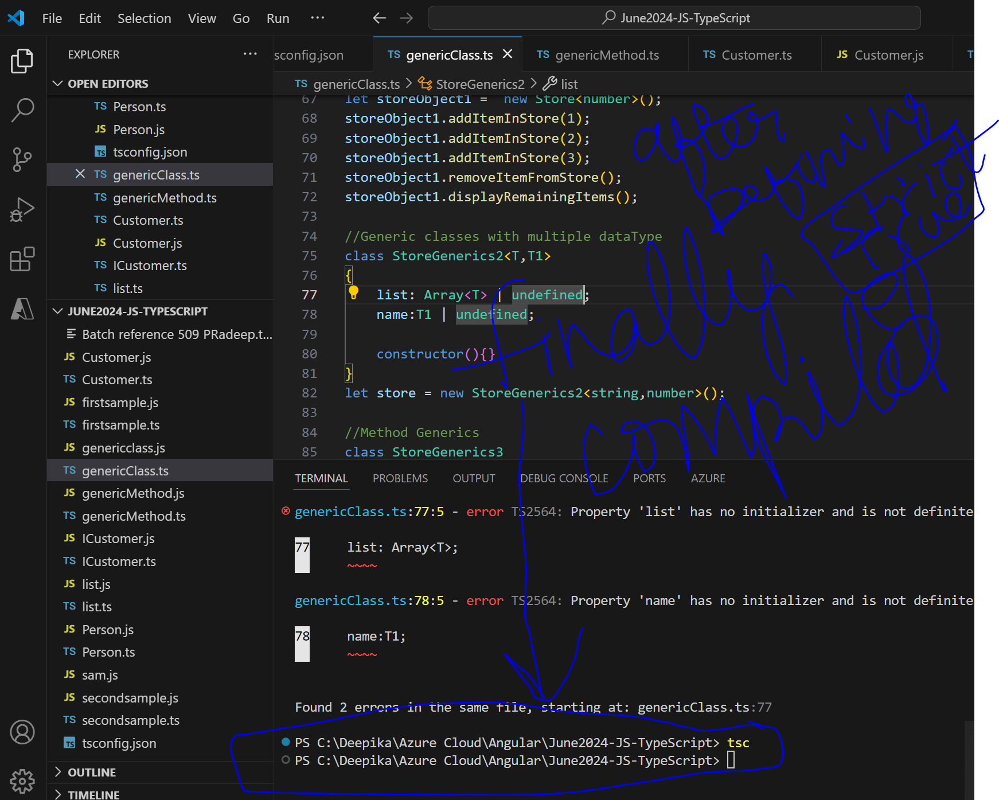 File Edit Selection View Go Run ···
June2024-JS-TypeScript
EXPLORER ···
OPEN EDITORS
TS Person.ts
JS Person.js
TS tsconfig.json
TS genericClass.ts
TS genericMethod.ts
TS Customer.ts
JS Customer.js
TS ICustomer.ts
TS list.ts
JUNE2024-JS-TYPESCRIPT
Batch reference 509 PRadeep.t...
JS Customer.js
TS Customer.ts
JS firstsample.js
TS firstsample.ts
JS genericclass.js
TS genericClass.ts
JS genericMethod.js
TS genericMethod.ts
JS ICustomer.js
TS ICustomer.ts
JS list.js
TS list.ts
JS Person.js
TS Person.ts
JS sam.js
JS secondsample.js
TS secondsample.ts
TS tsconfig.json
OUTLINE
TIMELINE
sconfig.json TS genericClass.ts TS genericMethod.ts TS Customer.ts JS Customer.js T
TS genericClass.ts > StoreGenerics2 > list
67 let storeObject1 = new Store<number>();
68 storeObject1.addItemInStore(1);
69 storeObject1.addItemInStore(2);
70 storeObject1.addItemInStore(3);
71 storeObject1.removeItemFromStore();
72 storeObject1.displayRemainingItems();
73
74 //Generic classes with multiple dataType
75 class StoreGenerics2<T,T1>
76 {
77 list: Array<T> | undefined;
78 name:T1 | undefined;
79
80 constructor(){}
81 }
82 let store = new StoreGenerics2<string,number>();
83
84 //Method Generics
85 class StoreGenerics3
after
finally
compiled
TERMINAL PROBLEMS OUTPUT DEBUG CONSOLE PORTS AZURE
genericClass.ts:77:5 - error TS2564: Property 'list' has no initializer and is not definite
77 list: Array<T>;
~~~~
genericClass.ts:78:5 - error TS2564: Property 'name' has no initializer and is not definite
78 name:T1;
~~~~
Found 2 errors in the same file, starting at: genericClass.ts:77
PS C:\Deepika\Azure Cloud\Angular\June2024-JS-TypeScript> tsc
PS C:\Deepika\Azure Cloud\Angular\June2024-JS-TypeScript>